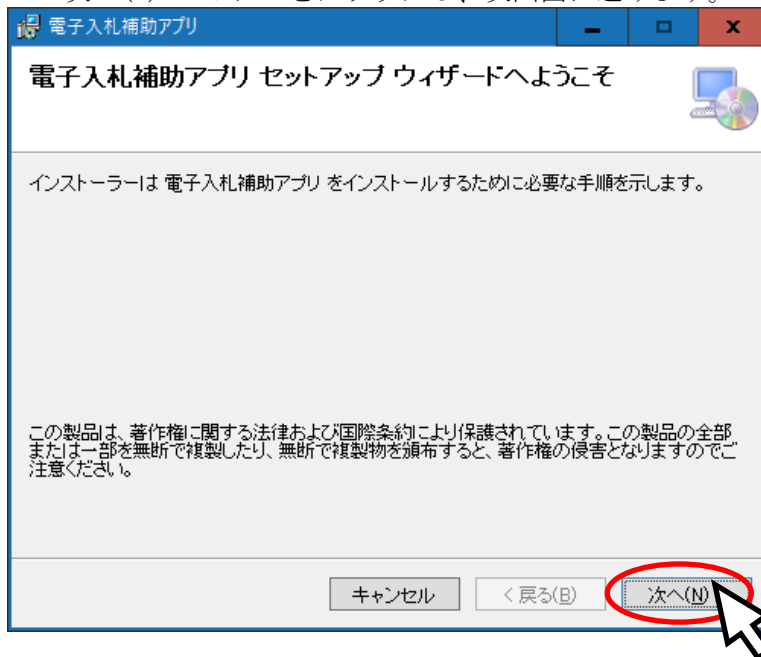 電子入札補助アプリ
電子入札補助アプリ セットアップ ウィザードへようこそ
インストーラーは 電子入札補助アプリ をインストールするために必要な手順を示します。
この製品は、著作権に関する法律および国際条約により保護されています。この製品の全部
または一部を無断で複製したり、無断で複製物を頒布すると、著作権の侵害となりますのでご
注意ください。
キャンセル
< 戻る(B)
次へ(N)